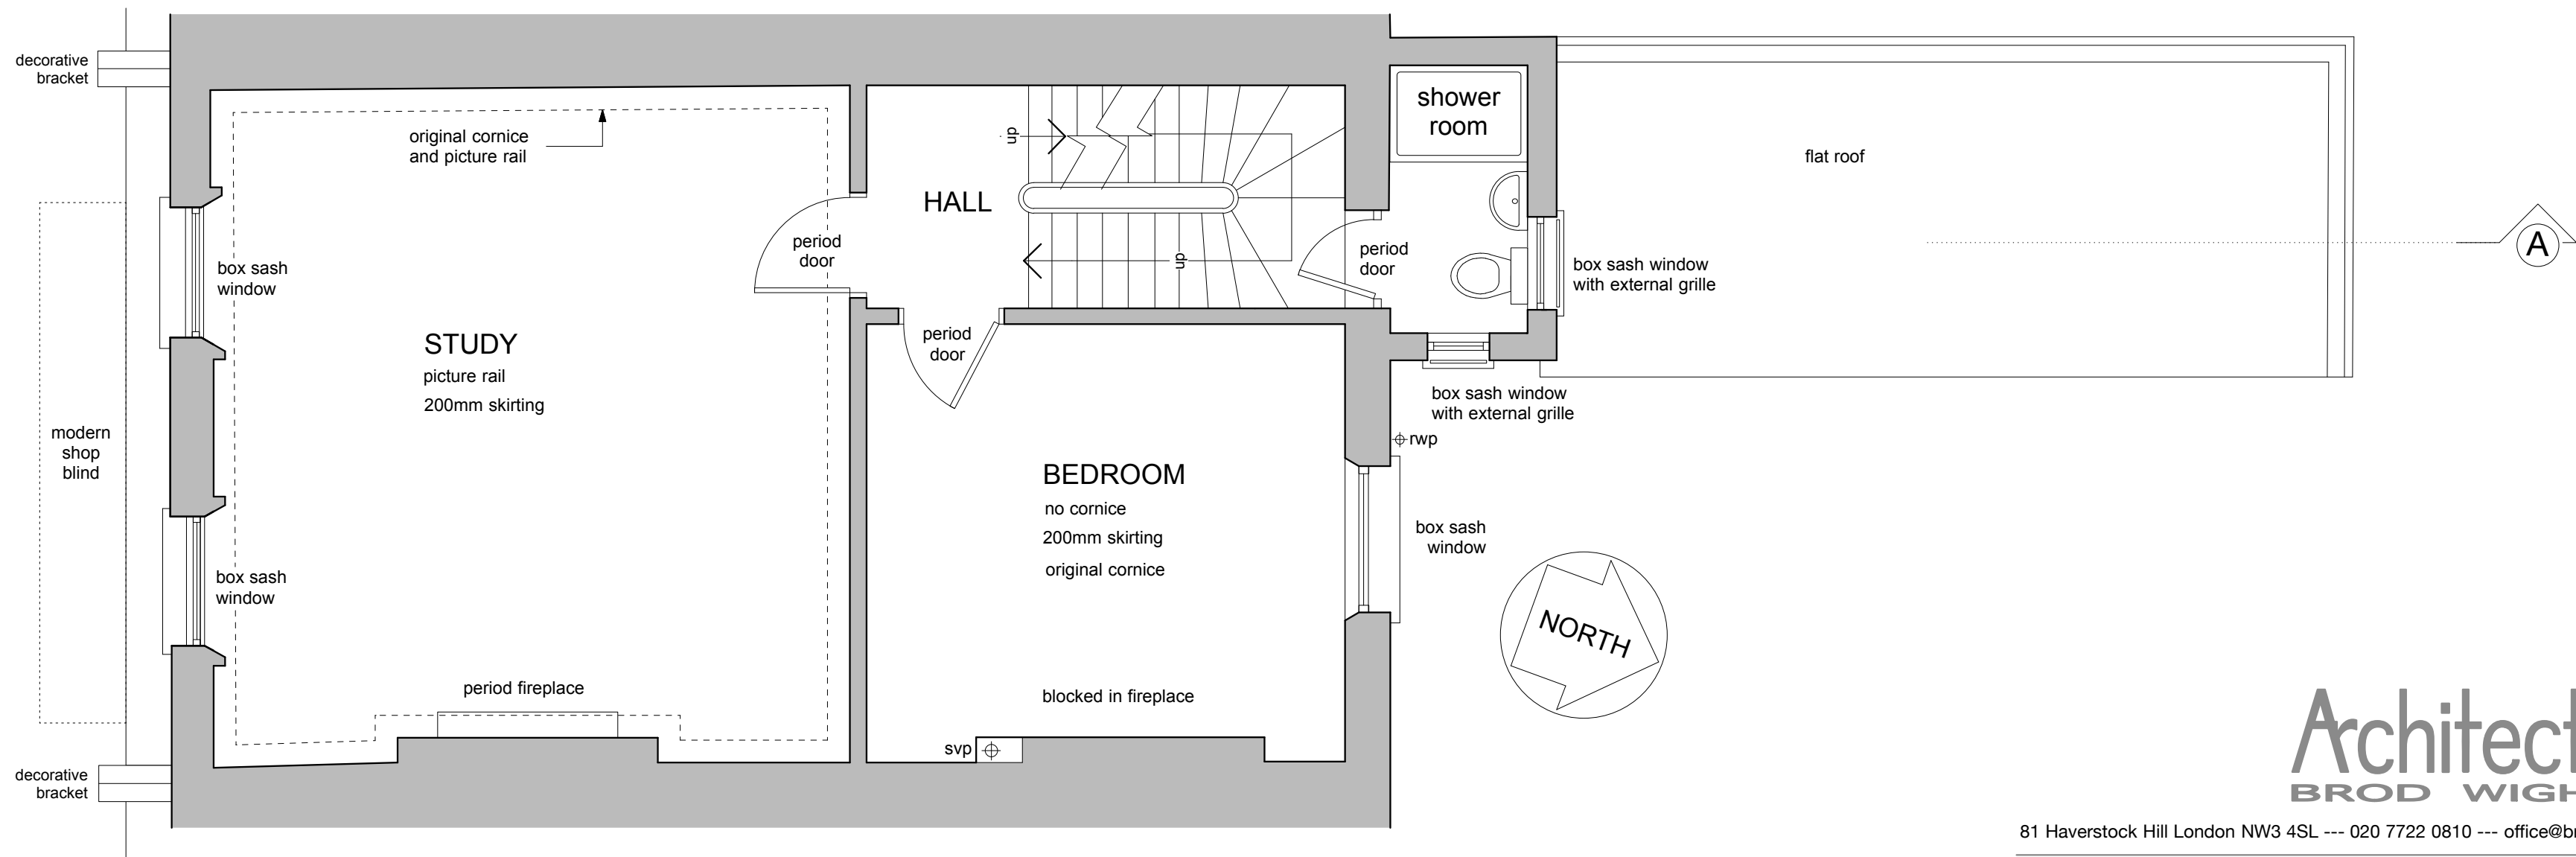 decorative
bracket
original cornice
and picture rail
up
HALL
shower
room
flat roof
period
door
dn
period
door
box sash
window
box sash window
with external grille
A
STUDY
picture rail
200mm skirting
period
door
box sash window
with external grille
modern
shop
blind
rwp
BEDROOM
no cornice
200mm skirting
original cornice
box sash
window
box sash
window
NORTH
period fireplace
blocked in fireplace
svp
decorative
bracket
Architect
BROD WIGH
81 Haverstock Hill London NW3 4SL --- 020 7722 0810 --- office@br